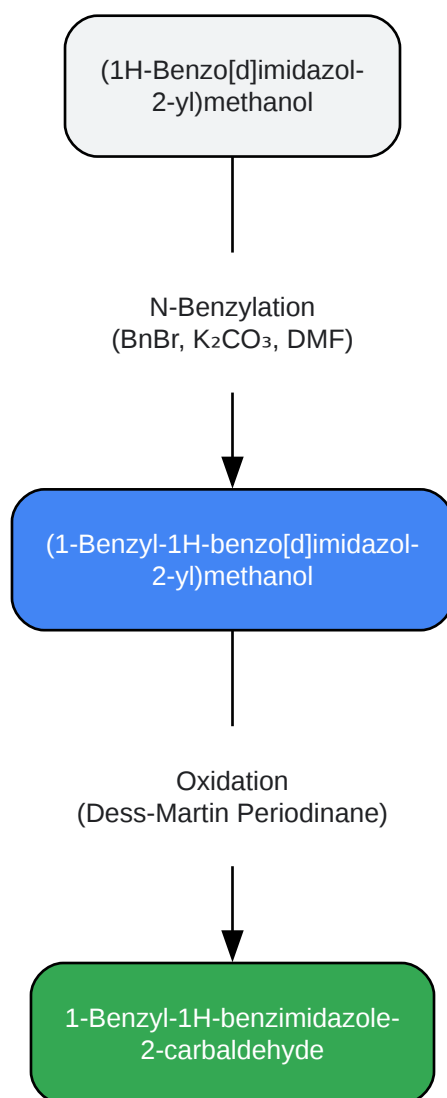 (1H-Benzo[d]imidazol-
2-yl)methanol
N-Benzylation
(BnBr, K₂CO₃, DMF)
(1-Benzyl-1H-benzo[d]imidazol-
2-yl)methanol
Oxidation
(Dess-Martin Periodinane)
1-Benzyl-1H-benzimidazole-
2-carbaldehyde